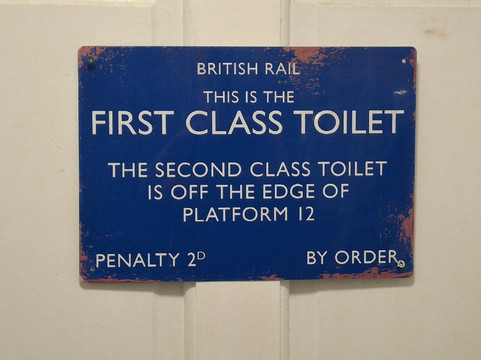 BRITISH RAIL
THIS IS THE
FIRST CLASS TOILET
THE SECOND CLASS TOILET
IS OFF THE EDGE OF
PLATFORM 12
PENALTY 2ᴰ BY ORDER